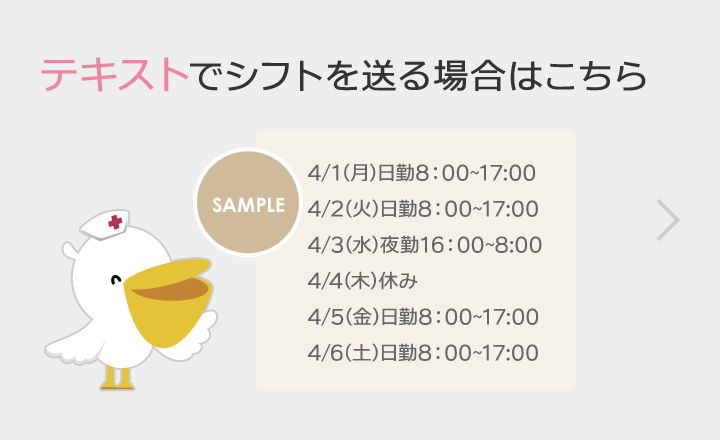 テキストでシフトを送る場合はこちら
SAMPLE
4/1(月)日勤8:00~17:00
4/2(火)日勤8:00~17:00
4/3(水)夜勤16:00~8:00
4/4(木)休み
4/5(金)日勤8:00~17:00
4/6(土)日勤8:00~17:00